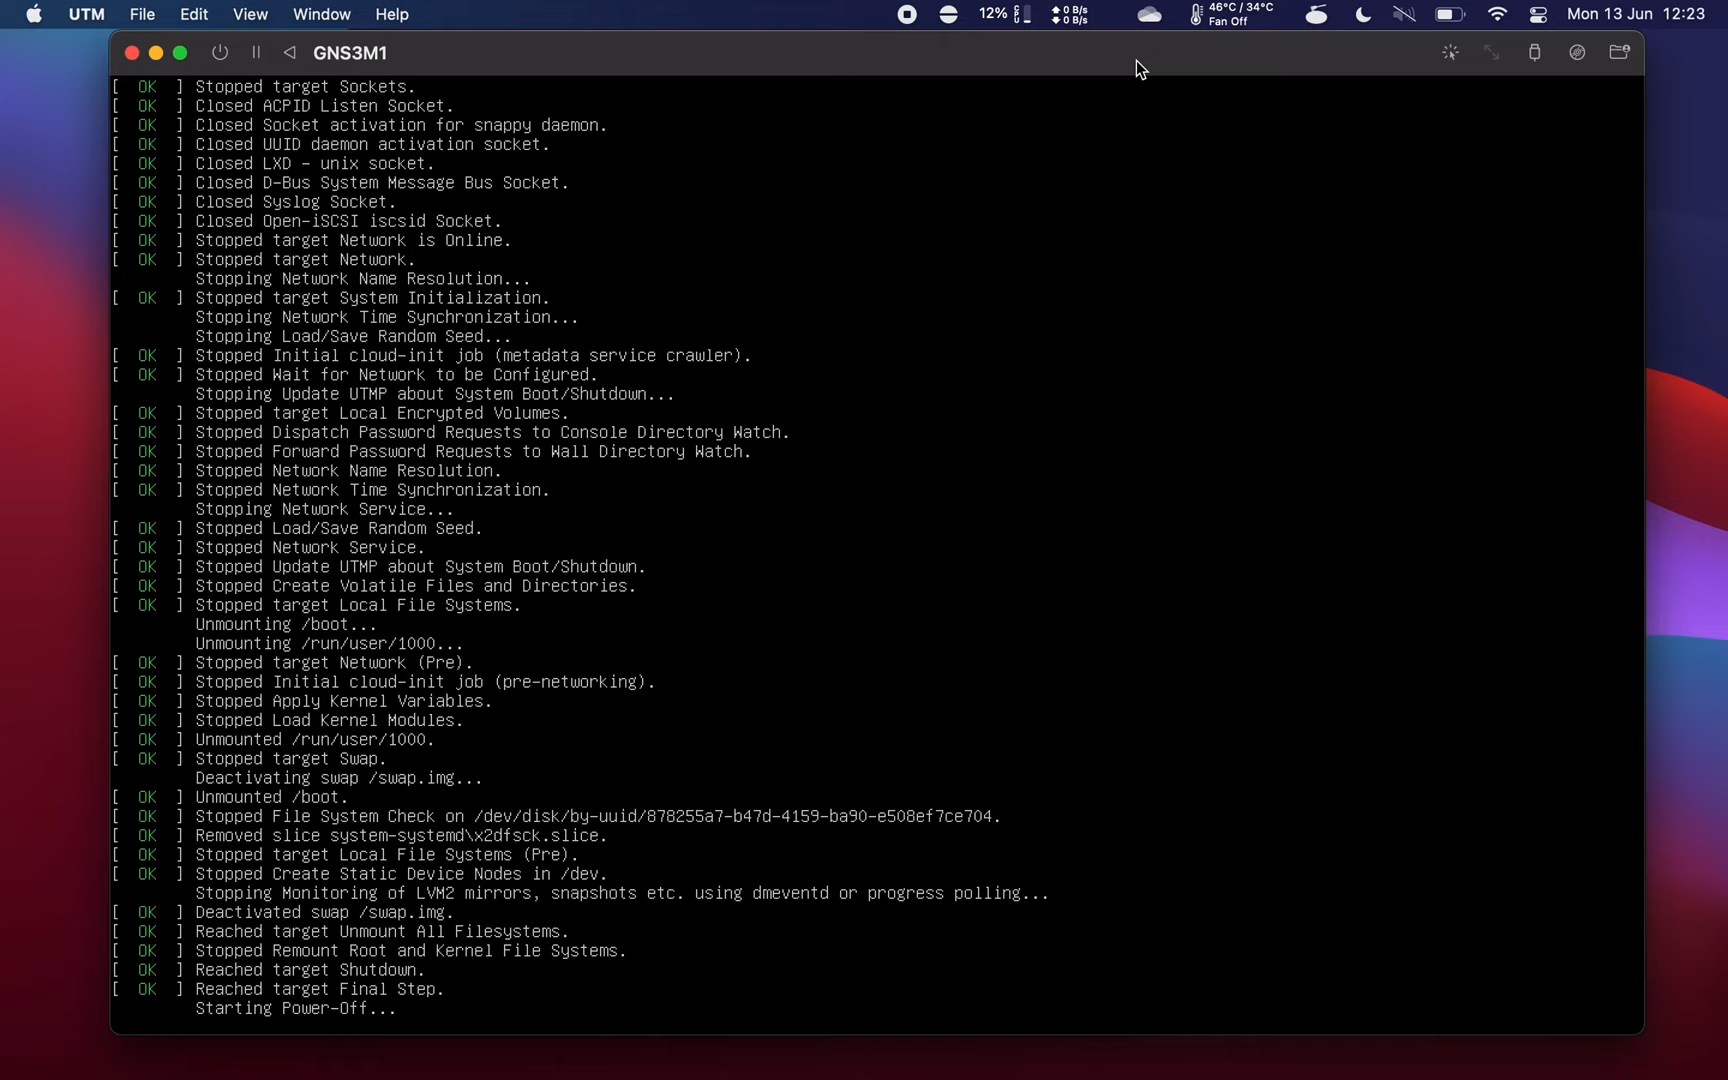 UTM File Edit View Window Help
12% 0 B/s 0 B/s 46°C / 34°C Fan Off Mon 13 Jun 12:23
GNS3M1
[ OK ] Stopped target Sockets.
[ OK ] Closed ACPID Listen Socket.
[ OK ] Closed Socket activation for snappy daemon.
[ OK ] Closed UUID daemon activation socket.
[ OK ] Closed LXD - unix socket.
[ OK ] Closed D-Bus System Message Bus Socket.
[ OK ] Closed Syslog Socket.
[ OK ] Closed Open-iSCSI iscsid Socket.
[ OK ] Stopped target Network is Online.
[ OK ] Stopped target Network.
Stopping Network Name Resolution...
[ OK ] Stopped target System Initialization.
Stopping Network Time Synchronization...
Stopping Load/Save Random Seed...
[ OK ] Stopped Initial cloud-init job (metadata service crawler).
[ OK ] Stopped Wait for Network to be Configured.
Stopping Update UTMP about System Boot/Shutdown...
[ OK ] Stopped target Local Encrypted Volumes.
[ OK ] Stopped Dispatch Password Requests to Console Directory Watch.
[ OK ] Stopped Forward Password Requests to Wall Directory Watch.
[ OK ] Stopped Network Name Resolution.
[ OK ] Stopped Network Time Synchronization.
Stopping Network Service...
[ OK ] Stopped Load/Save Random Seed.
[ OK ] Stopped Network Service.
[ OK ] Stopped Update UTMP about System Boot/Shutdown.
[ OK ] Stopped Create Volatile Files and Directories.
[ OK ] Stopped target Local File Systems.
Unmounting /boot...
Unmounting /run/user/1000...
[ OK ] Stopped target Network (Pre).
[ OK ] Stopped Initial cloud-init job (pre-networking).
[ OK ] Stopped Apply Kernel Variables.
[ OK ] Stopped Load Kernel Modules.
[ OK ] Unmounted /run/user/1000.
[ OK ] Stopped target Swap.
Deactivating swap /swap.img...
[ OK ] Unmounted /boot.
[ OK ] Stopped File System Check on /dev/disk/by-uuid/878255a7-b47d-4159-ba90-e508ef7ce704.
[ OK ] Removed slice system-systemd\x2dfsck.slice.
[ OK ] Stopped target Local File Systems (Pre).
[ OK ] Stopped Create Static Device Nodes in /dev.
Stopping Monitoring of LVM2 mirrors, snapshots etc. using dmeventd or progress polling...
[ OK ] Deactivated swap /swap.img.
[ OK ] Reached target Unmount All Filesystems.
[ OK ] Stopped Remount Root and Kernel File Systems.
[ OK ] Reached target Shutdown.
[ OK ] Reached target Final Step.
Starting Power-Off...